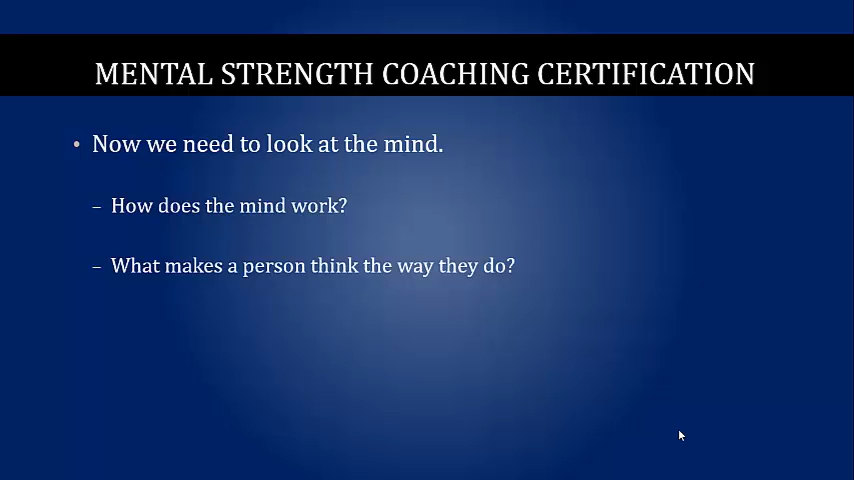 MENTAL STRENGTH COACHING CERTIFICATION
• Now we need to look at the mind.
– How does the mind work?
– What makes a person think the way they do?